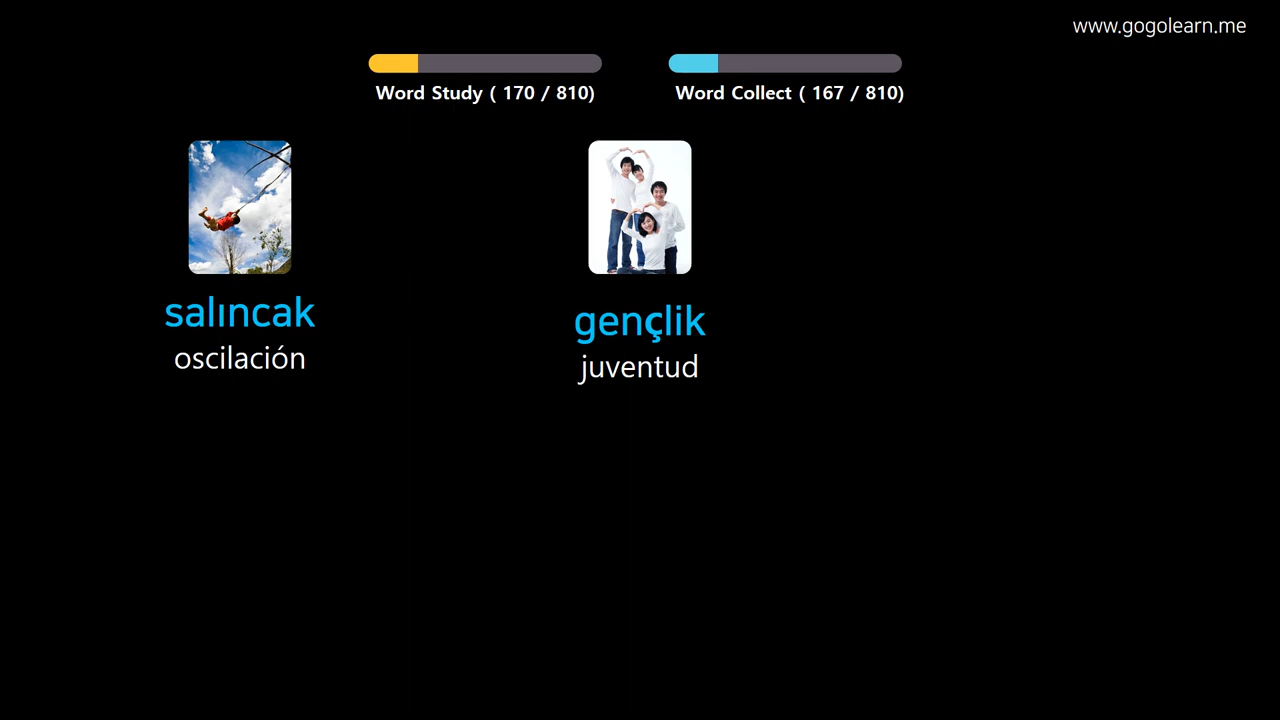 www.gogolearn.me
Word Study ( 170 / 810)
Word Collect ( 167 / 810)
salıncak
oscilación
gençlik
juventud